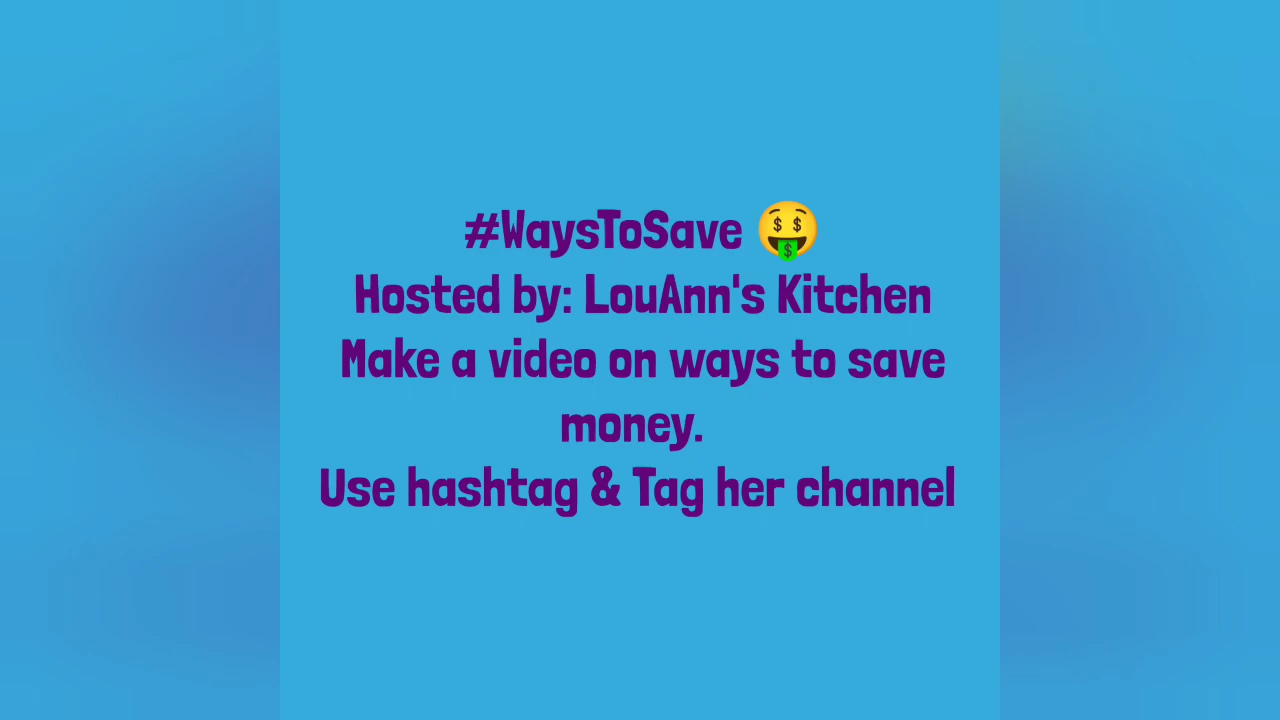 #WaysToSave 🤑
Hosted by: LouAnn's Kitchen
Make a video on ways to save
money.
Use hashtag & Tag her channel